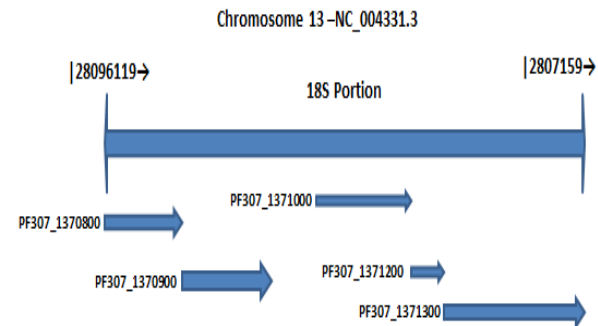 Chromosome 13 –NC_004331.3
|28096119→
|2807159→
18S Portion
PF307_1371000
PF307_1370800
PF307_1370900
PF307_1371200
PF307_1371300